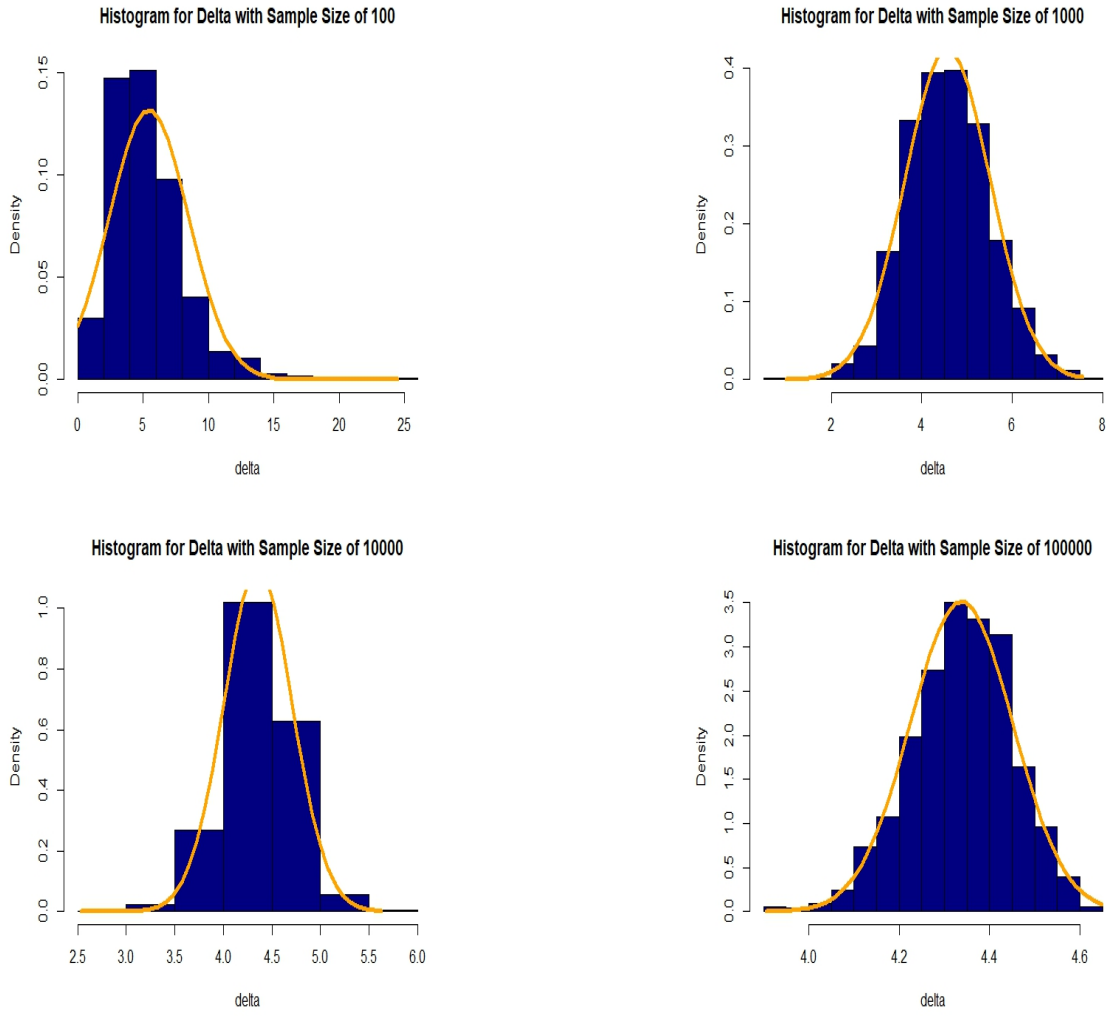 Histogram for Delta with Sample Size of 100
Density
0.00 0.05 0.10 0.15
0 5 10 15 20 25
delta
Histogram for Delta with Sample Size of 1000
Density
0.0 0.1 0.2 0.3 0.4
2 4 6 8
delta
Histogram for Delta with Sample Size of 10000
Density
0.0 0.2 0.4 0.6 0.8 1.0
2.5 3.0 3.5 4.0 4.5 5.0 5.5 6.0
delta
Histogram for Delta with Sample Size of 100000
Density
0.0 0.5 1.0 1.5 2.0 2.5 3.0 3.5
4.0 4.2 4.4 4.6
delta